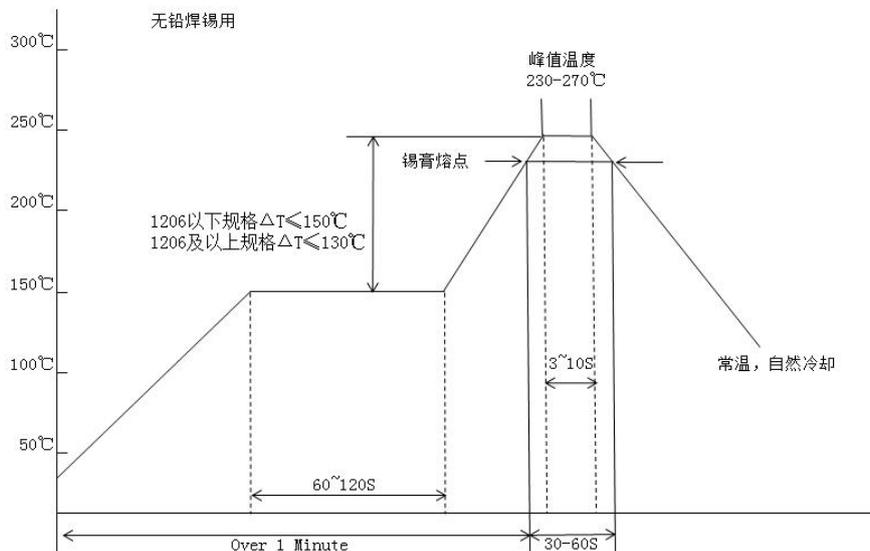 无铅焊锡用
300℃
峰值温度
230-270℃
250℃
锡膏熔点
200℃
1206以下规格△T≤150℃
1206及以上规格△T≤130℃
150℃
100℃
3~10S
常温，自然冷却
50℃
60~120S
Over 1 Minute
30-60S